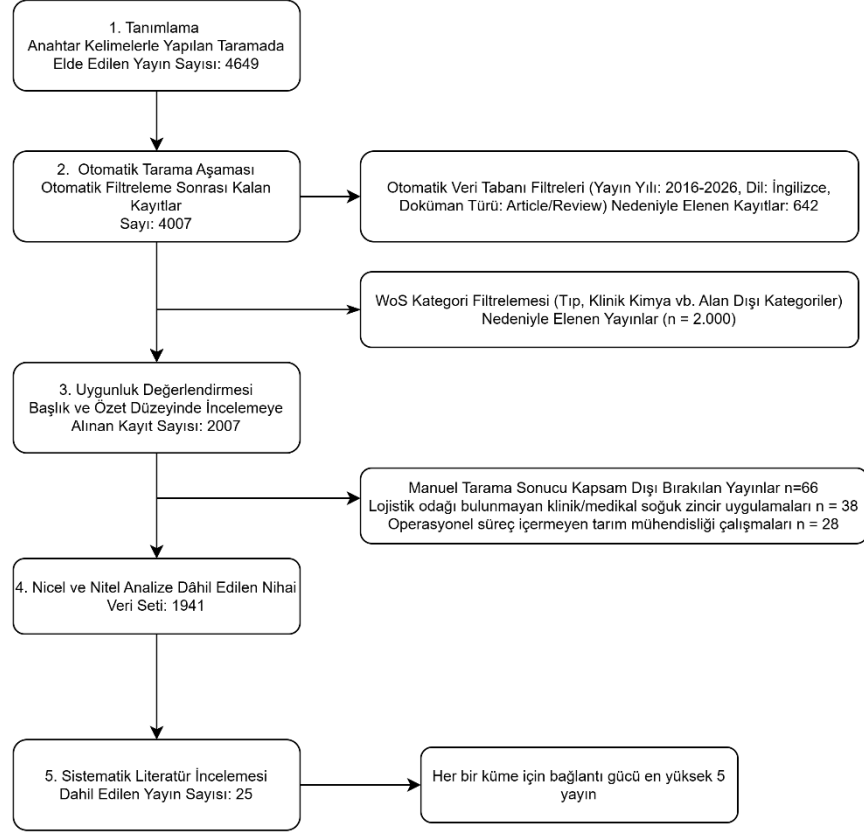 1. Tanımlama
Anahtar Kelimelerle Yapılan Taramada
Elde Edilen Yayın Sayısı: 4649
2. Otomatik Tarama Aşaması
Otomatik Filtreleme Sonrası Kalan
Kayıtlar
Sayı: 4007
Otomatik Veri Tabanı Filtreleri (Yayın Yılı: 2016-2026, Dil: İngilizce,
Doküman Türü: Article/Review) Nedeniyle Elenen Kayıtlar: 642
WoS Kategori Filtrelemesi (Tıp, Klinik Kimya vb. Alan Dışı Kategoriler)
Nedeniyle Elenen Yayınlar (n = 2.000)
3. Uygunluk Değerlendirmesi
Başlık ve Özet Düzeyinde İncelemeye
Alınan Kayıt Sayısı: 2007
Manuel Tarama Sonucu Kapsam Dışı Bırakılan Yayınlar n=66
Lojistik odağı bulunmayan klinik/medikal soğuk zincir uygulamaları n = 38
Operasyonel süreç içermeyen tarım mühendisliği çalışmaları n = 28
4. Nicel ve Nitel Analize Dâhil Edilen Nihai
Veri Seti: 1941
5. Sistematik Literatür İncelemesi
Dahil Edilen Yayın Sayısı: 25
Her bir küme için bağlantı gücü en yüksek 5
yayın